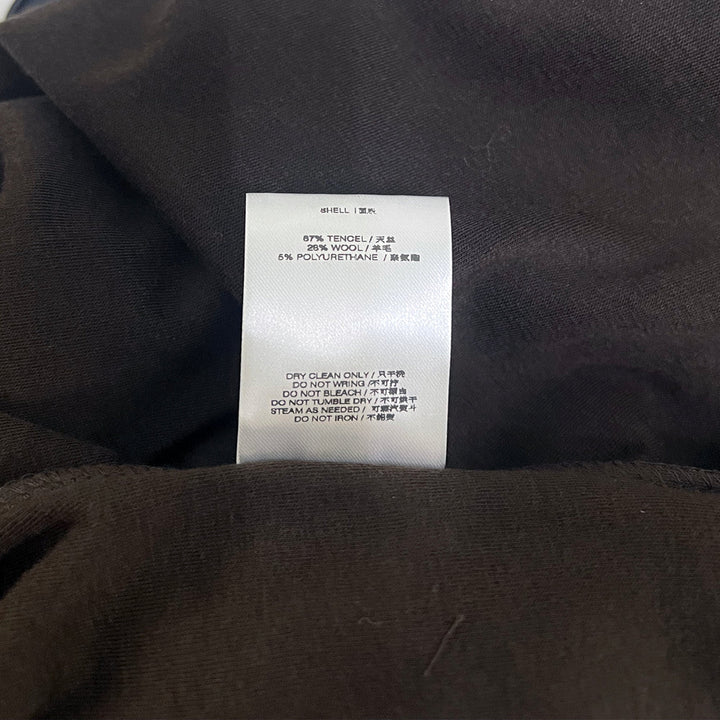 SHELL |面料
67% TENCEL / 天丝
28% WOOL / 羊毛
5% POLYURETHANE / 聚氨酯
DRY CLEAN ONLY / 只干洗
DO NOT WRING /不可拧
DO NOT BLEACH / 不可漂白
DO NOT TUMBLE DRY / 不可烘干
STEAM AS NEEDED / 可蒸汽熨斗
DO NOT IRON / 不能熨